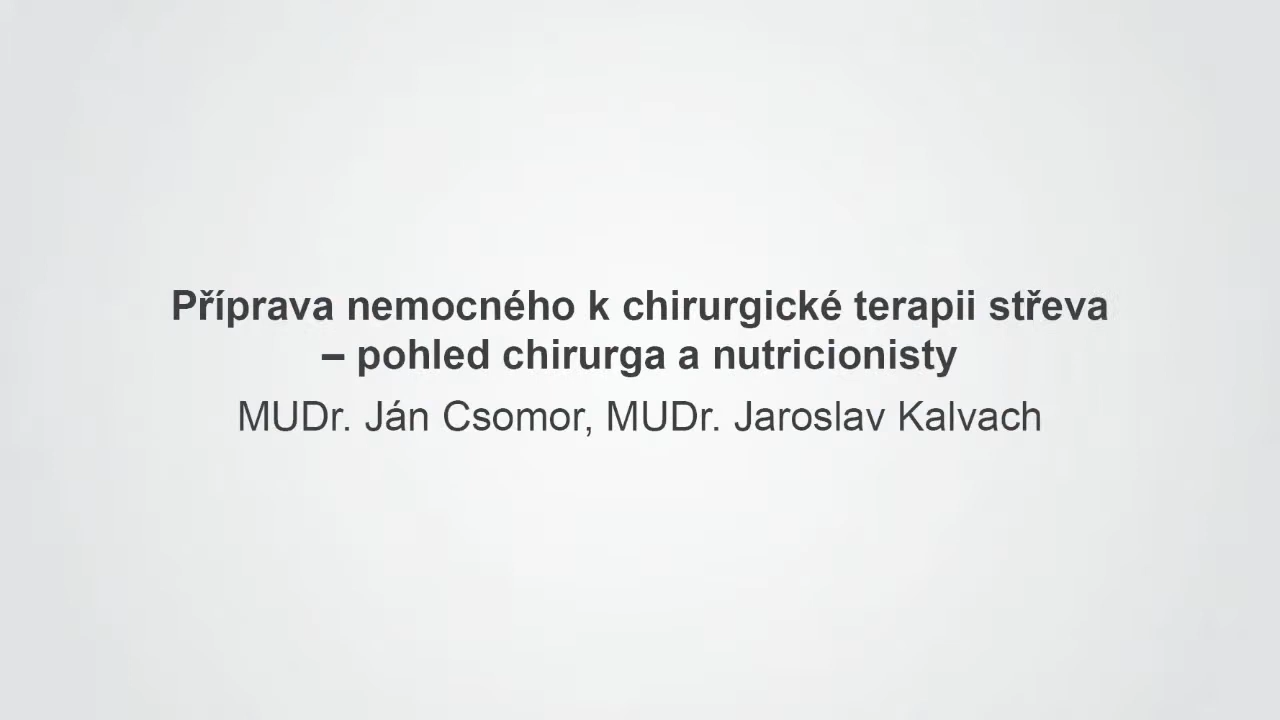 Příprava nemocného k chirurgické terapii střeva
– pohled chirurga a nutricionisty
MUDr. Ján Csomor, MUDr. Jaroslav Kalvach